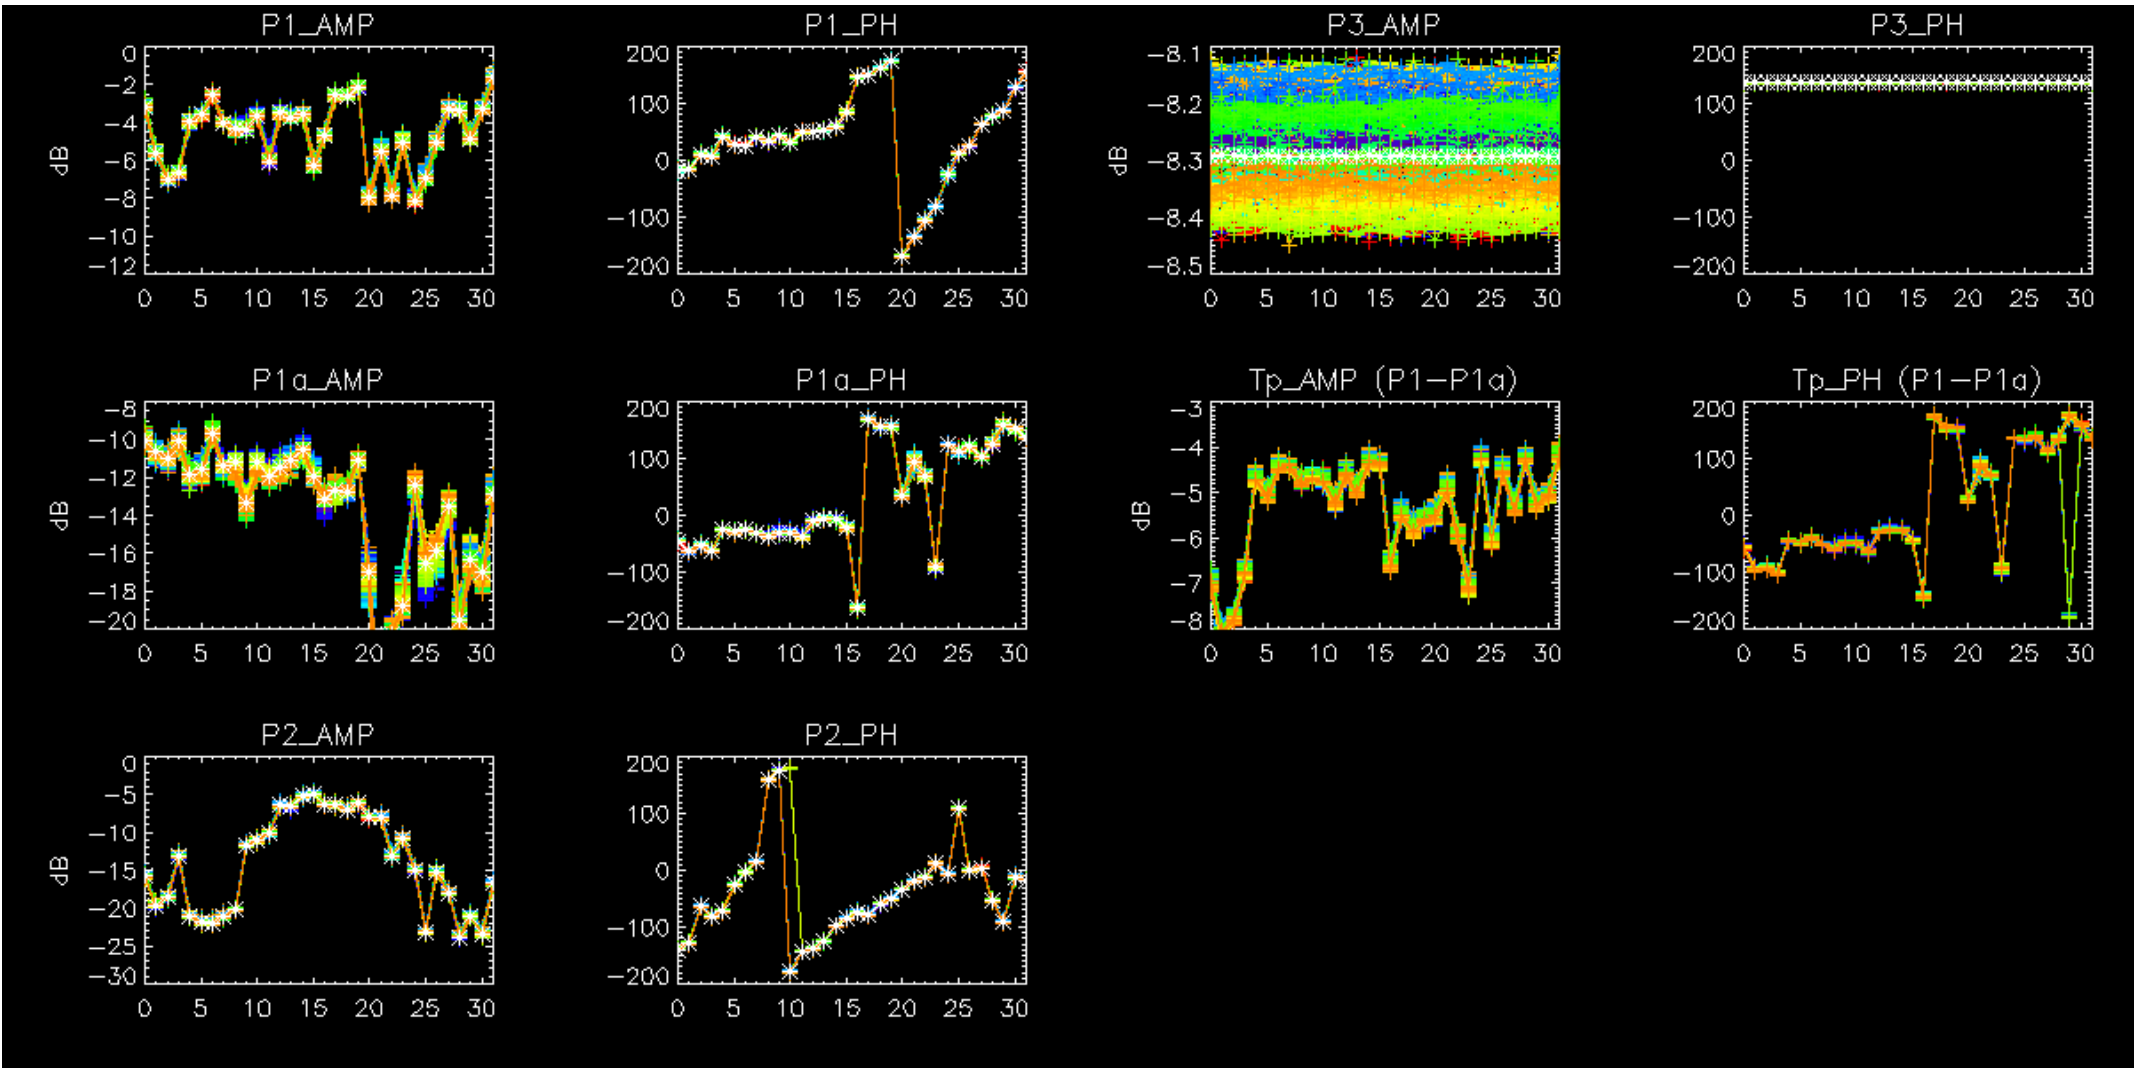 P1_AMP P1_PH P3_AMP P3_PH
0 200 -8.1 200
-2 100 -8.2 100
-4 0 -8.3 0
-6 -100 -8.4 -100
-8 -200 -8.5 -200
-10
-12
dB dB
0 5 10 15 20 25 30 0 5 10 15 20 25 30 0 5 10 15 20 25 30 0 5 10 15 20 25 30
P1a_AMP P1a_PH Tp_AMP (P1-P1a) Tp_PH (P1-P1a)
-8 200 -3 200
-10 100 -4 100
-12 0 -5 0
-14 -100 -6 -100
-16 -200 -7 -200
-18 -8
-20
dB dB
0 5 10 15 20 25 30 0 5 10 15 20 25 30 0 5 10 15 20 25 30 0 5 10 15 20 25 30
P2_AMP P2_PH
0 200
-5 100
-10 0
-15 -100
-20 -200
-25
-30
dB
0 5 10 15 20 25 30 0 5 10 15 20 25 30